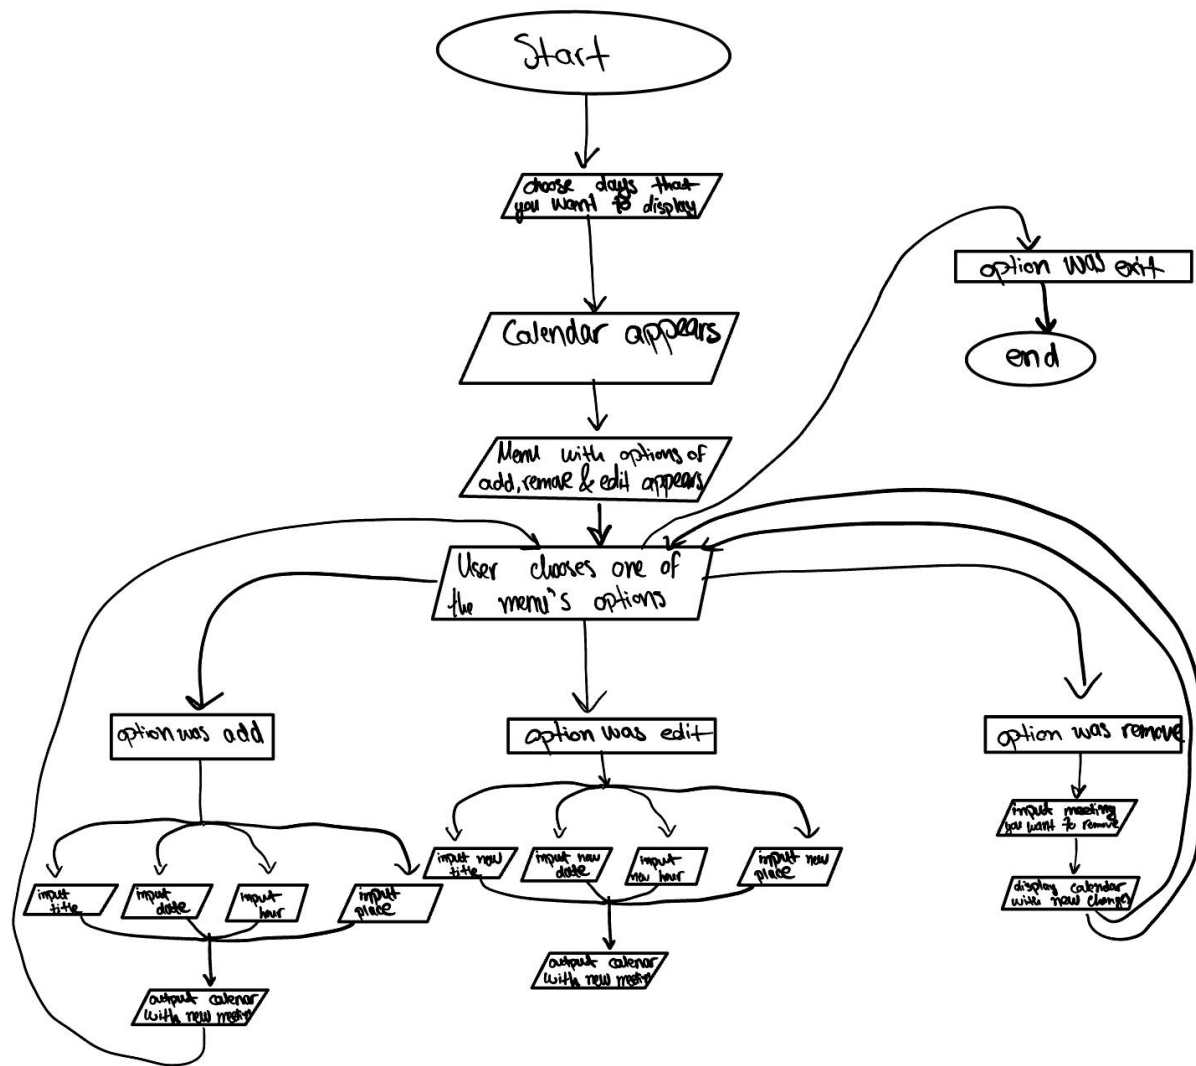 Start
choose days that
you want to display
option was exit
Calendar appears
end
Menu with options of
add, remove & edit appears
User chooses one of
the menu's options
option was add
option was edit
option was remove
input meeting
you want to remove
input new
title
input new
date
input
new hour
input new
place
input
title
input
date
input
hour
input
place
display calendar
with new changes
output calenar
with new meeting
output calenar
with new meeting